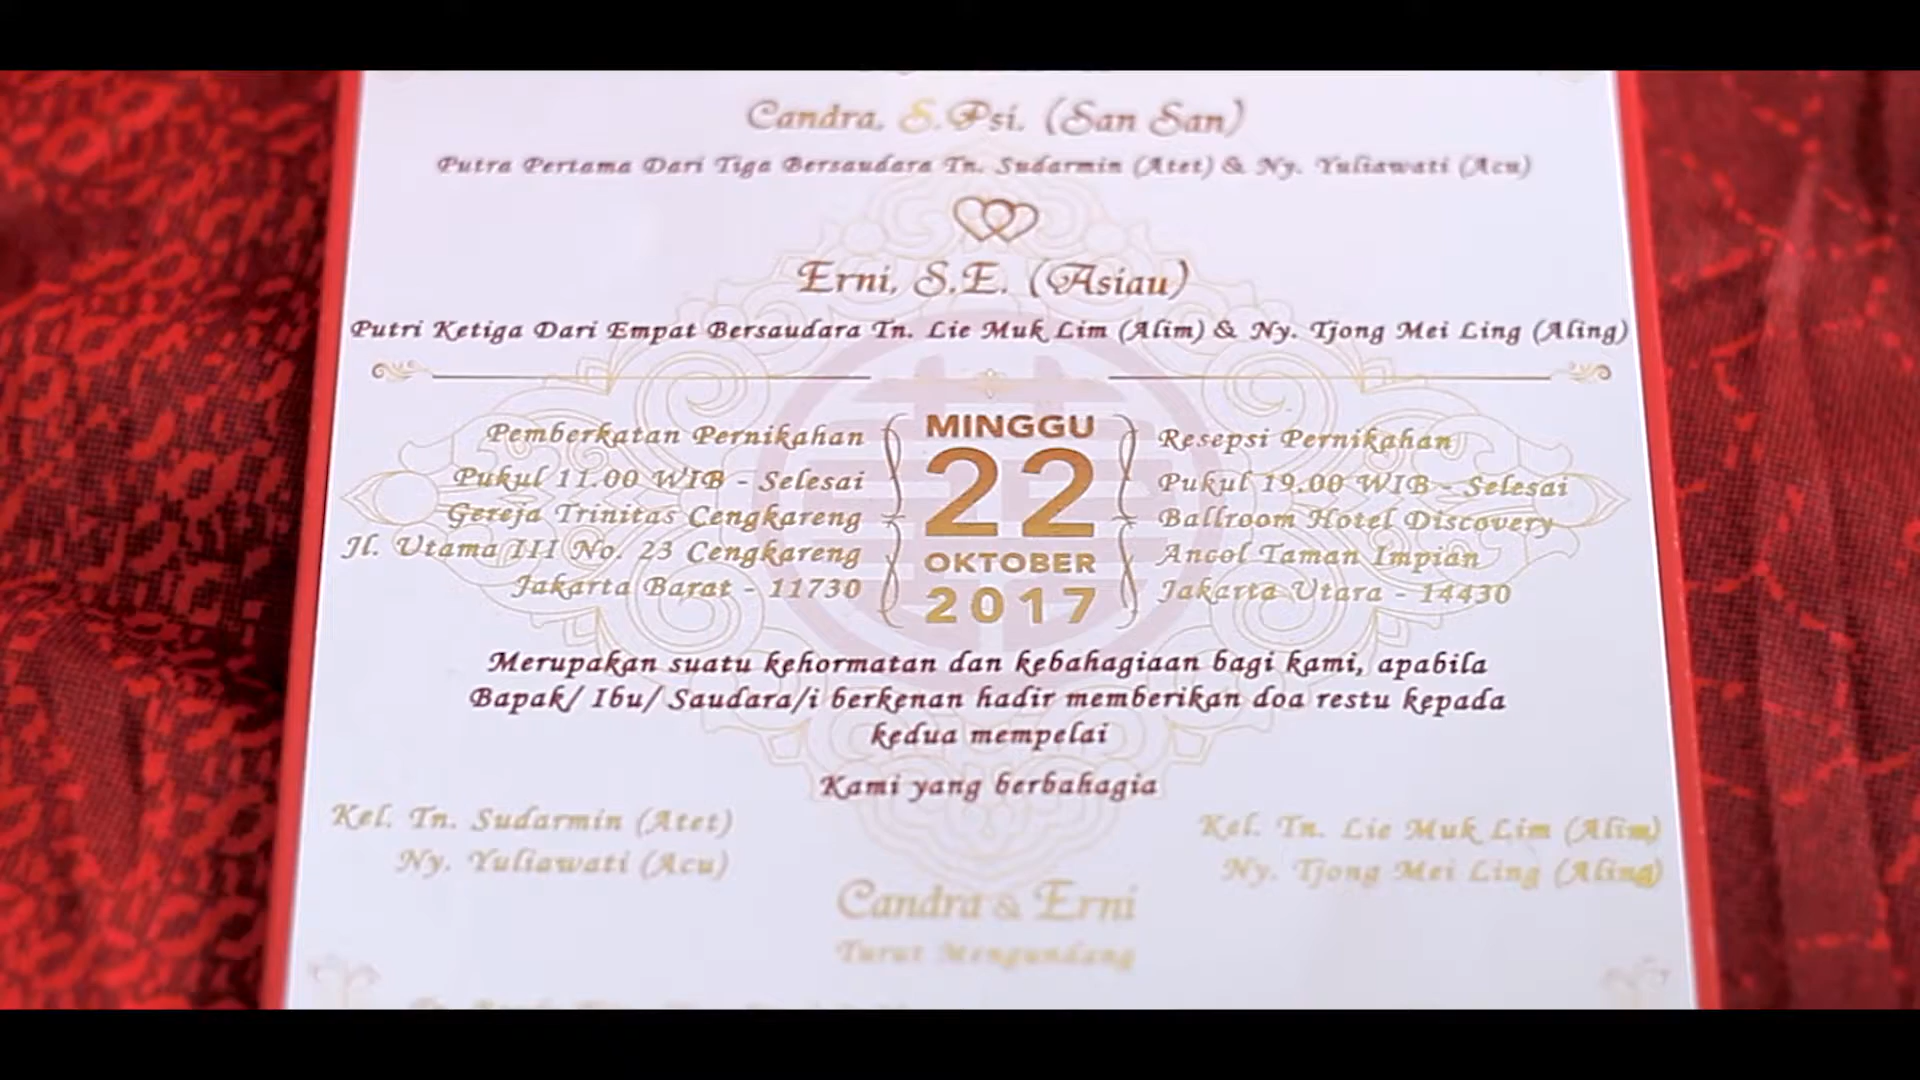 Candra, S.Psi. (San San)
Putra Pertama Dari Tiga Bersaudara Tn. Sudarmin (Atet) & Ny. Yuliawati (Acu)
Erni, S.E. (Asiau)
Putri Ketiga Dari Empat Bersaudara Tn. Lie Muk Lim (Alim) & Ny. Tjong Mei Ling (Aling)
Pemberkatan Pernikahan
Pukul 11.00 WIB - Selesai
Gereja Trinitas Cengkareng
Jl. Utama III No. 23 Cengkareng
Jakarta Barat - 11730
MINGGU
22
OKTOBER
2017
Resepsi Pernikahan
Pukul 19.00 WIB - Selesai
Ballroom Hotel Discovery
Ancol Taman Impian
Jakarta Utara - 14430
Merupakan suatu kehormatan dan kebahagiaan bagi kami, apabila
Bapak/ Ibu/ Saudara/i berkenan hadir memberikan doa restu kepada
kedua mempelai
Kami yang berbahagia
Kel. Tn. Sudarmin (Atet)
Ny. Yuliawati (Acu)
Kel. Tn. Lie Muk Lim (Alim)
Ny. Tjong Mei Ling (Aling)
Candra & Erni
Turut Mengundang